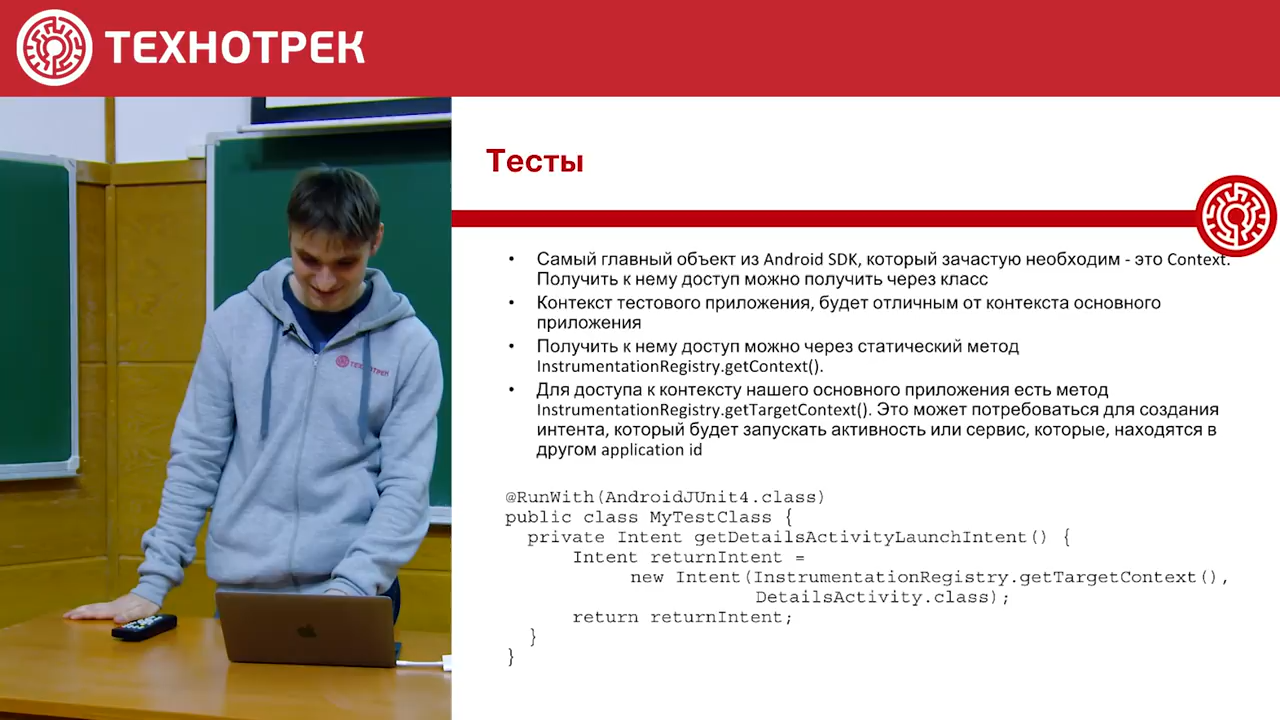 ТЕХНОТРЕК
Тесты
• Самый главный объект из Android SDK, который зачастую необходим - это Context.
Получить к нему доступ можно получить через класс
• Контекст тестового приложения, будет отличным от контекста основного
приложения
• Получить к нему доступ можно через статический метод
InstrumentationRegistry.getContext().
• Для доступа к контексту нашего основного приложения есть метод
InstrumentationRegistry.getTargetContext(). Это может потребоваться для создания
интента, который будет запускать активность или сервис, которые, находятся в
другом application id
@RunWith(AndroidJUnit4.class)
public class MyTestClass {
private Intent getDetailsActivityLaunchIntent() {
Intent returnIntent =
new Intent(InstrumentationRegistry.getTargetContext(),
DetailsActivity.class);
return returnIntent;
}
}
ТЕХНОТРЕК